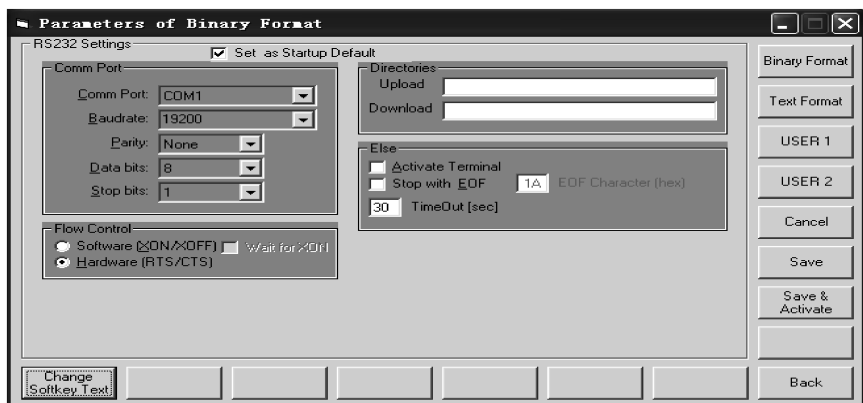 Parameters of Binary Format
RS232 Settings
Set as Startup Default
Comm Port
Comm Port: COM1
Baudrate: 19200
Parity: None
Data bits: 8
Stop bits: 1
Flow Control
Software (XON/XOFF) Wait for XON
Hardware (RTS/CTS)
Directories
Upload
Download
Else
Activate Terminal
Stop with EOF 1A EOF Character (hex)
30 TimeOut [sec]
Binary Format
Text Format
USER 1
USER 2
Cancel
Save
Save &
Activate
Change
Softkey Text
Back